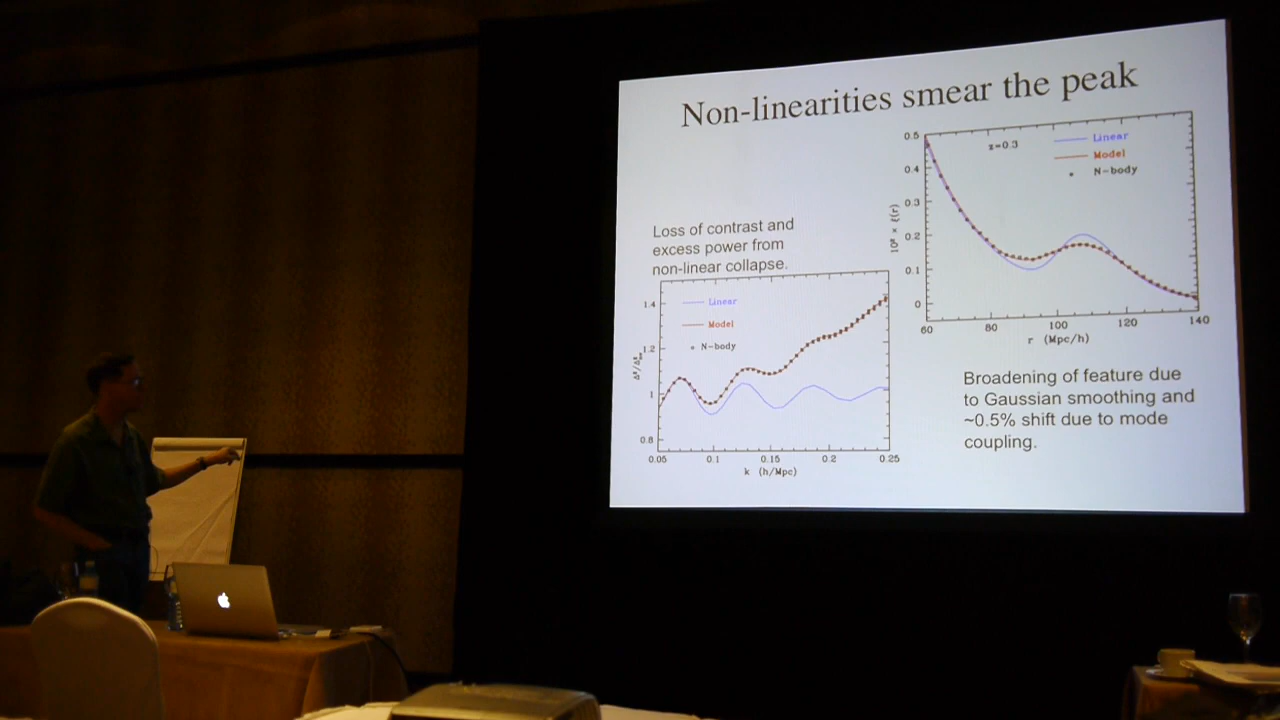 Non-linearities smear the peak
Loss of contrast and
excess power from
non-linear collapse.
1.4
1.2
1
0.8
0.05
0.1
0.15
0.2
0.25
k (h/Mpc)
Linear
Model
N-body
0.5
0.4
0.3
0.2
0.1
0
60
80
100
120
140
r (Mpc/h)
z=0.3
Linear
Model
N-body
Broadening of feature due
to Gaussian smoothing and
~0.5% shift due to mode
coupling.